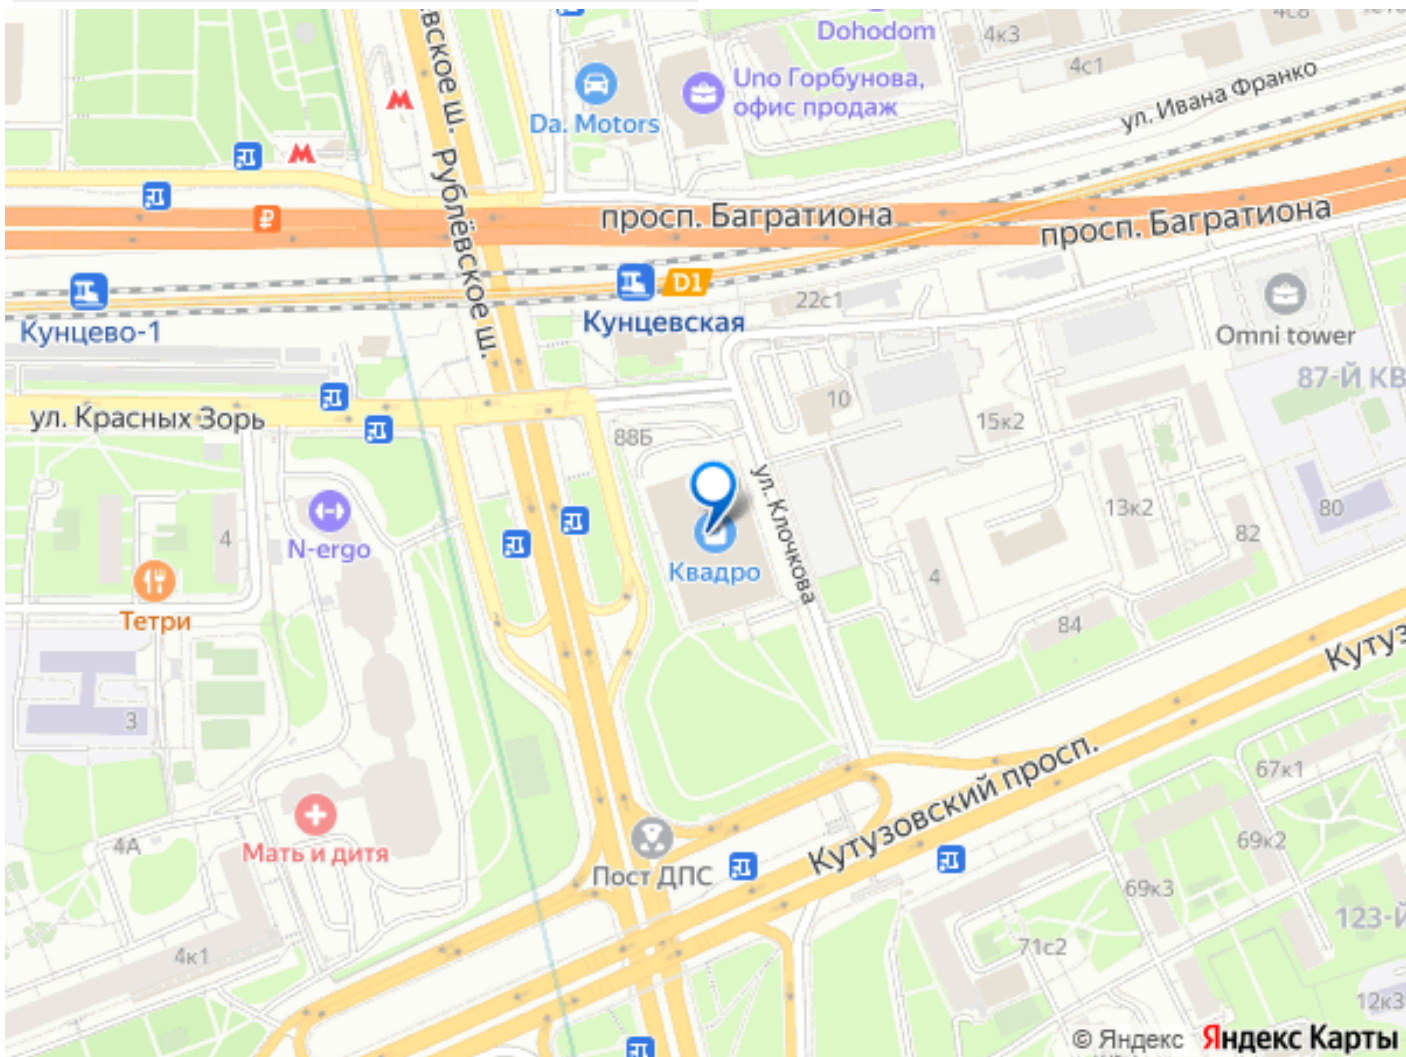 Dohodom
4к3
4с8
4с1
вское ш.
Uno Горбунова,
офис продаж
ул. Ивана Франко
Da. Motors
Рублёвское ш.
просп. Багратиона
просп. Багратиона
₽
Кунцево-1
D1
Кунцевская
22с1
Omni tower
87-Й КВ
ул. Красных Зорь
10
15к2
88Б
ул. Клочкова
Квадро
N-ergo
4
Тетри
13к2
80
82
4
84
Кутуз
3
67к1
Кутузовский просп.
4А
Мать и дитя
Пост ДПС
69к2
69к3
123-Й
71с2
4к1
12к3
© Яндекс Яндекс Карты